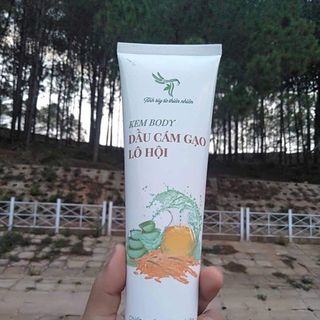 Tinh túy từ thiên nhiên
KEM BODY
DẦU CÁM GẠO
LÔ HỘI